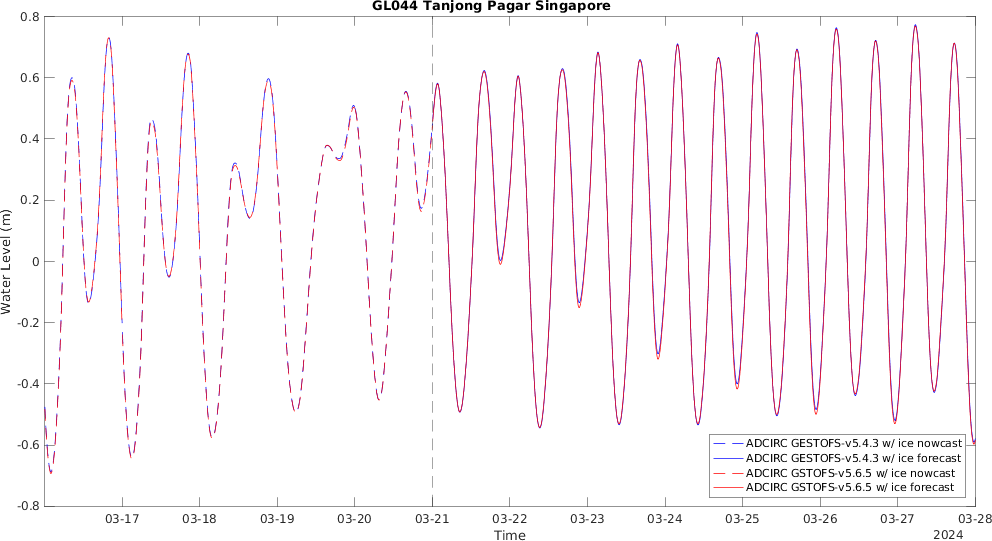 GL044 Tanjong Pagar Singapore
0.8
0.6
0.4
0.2
0
-0.2
-0.4
-0.6
-0.8
Water Level (m)
ADCIRC GESTOFS-v5.4.3 w/ ice nowcast
ADCIRC GESTOFS-v5.4.3 w/ ice forecast
ADCIRC GSTOFS-v5.6.5 w/ ice nowcast
ADCIRC GSTOFS-v5.6.5 w/ ice forecast
03-17 03-18 03-19 03-20 03-21 03-22 03-23 03-24 03-25 03-26 03-27 03-28
Time
2024